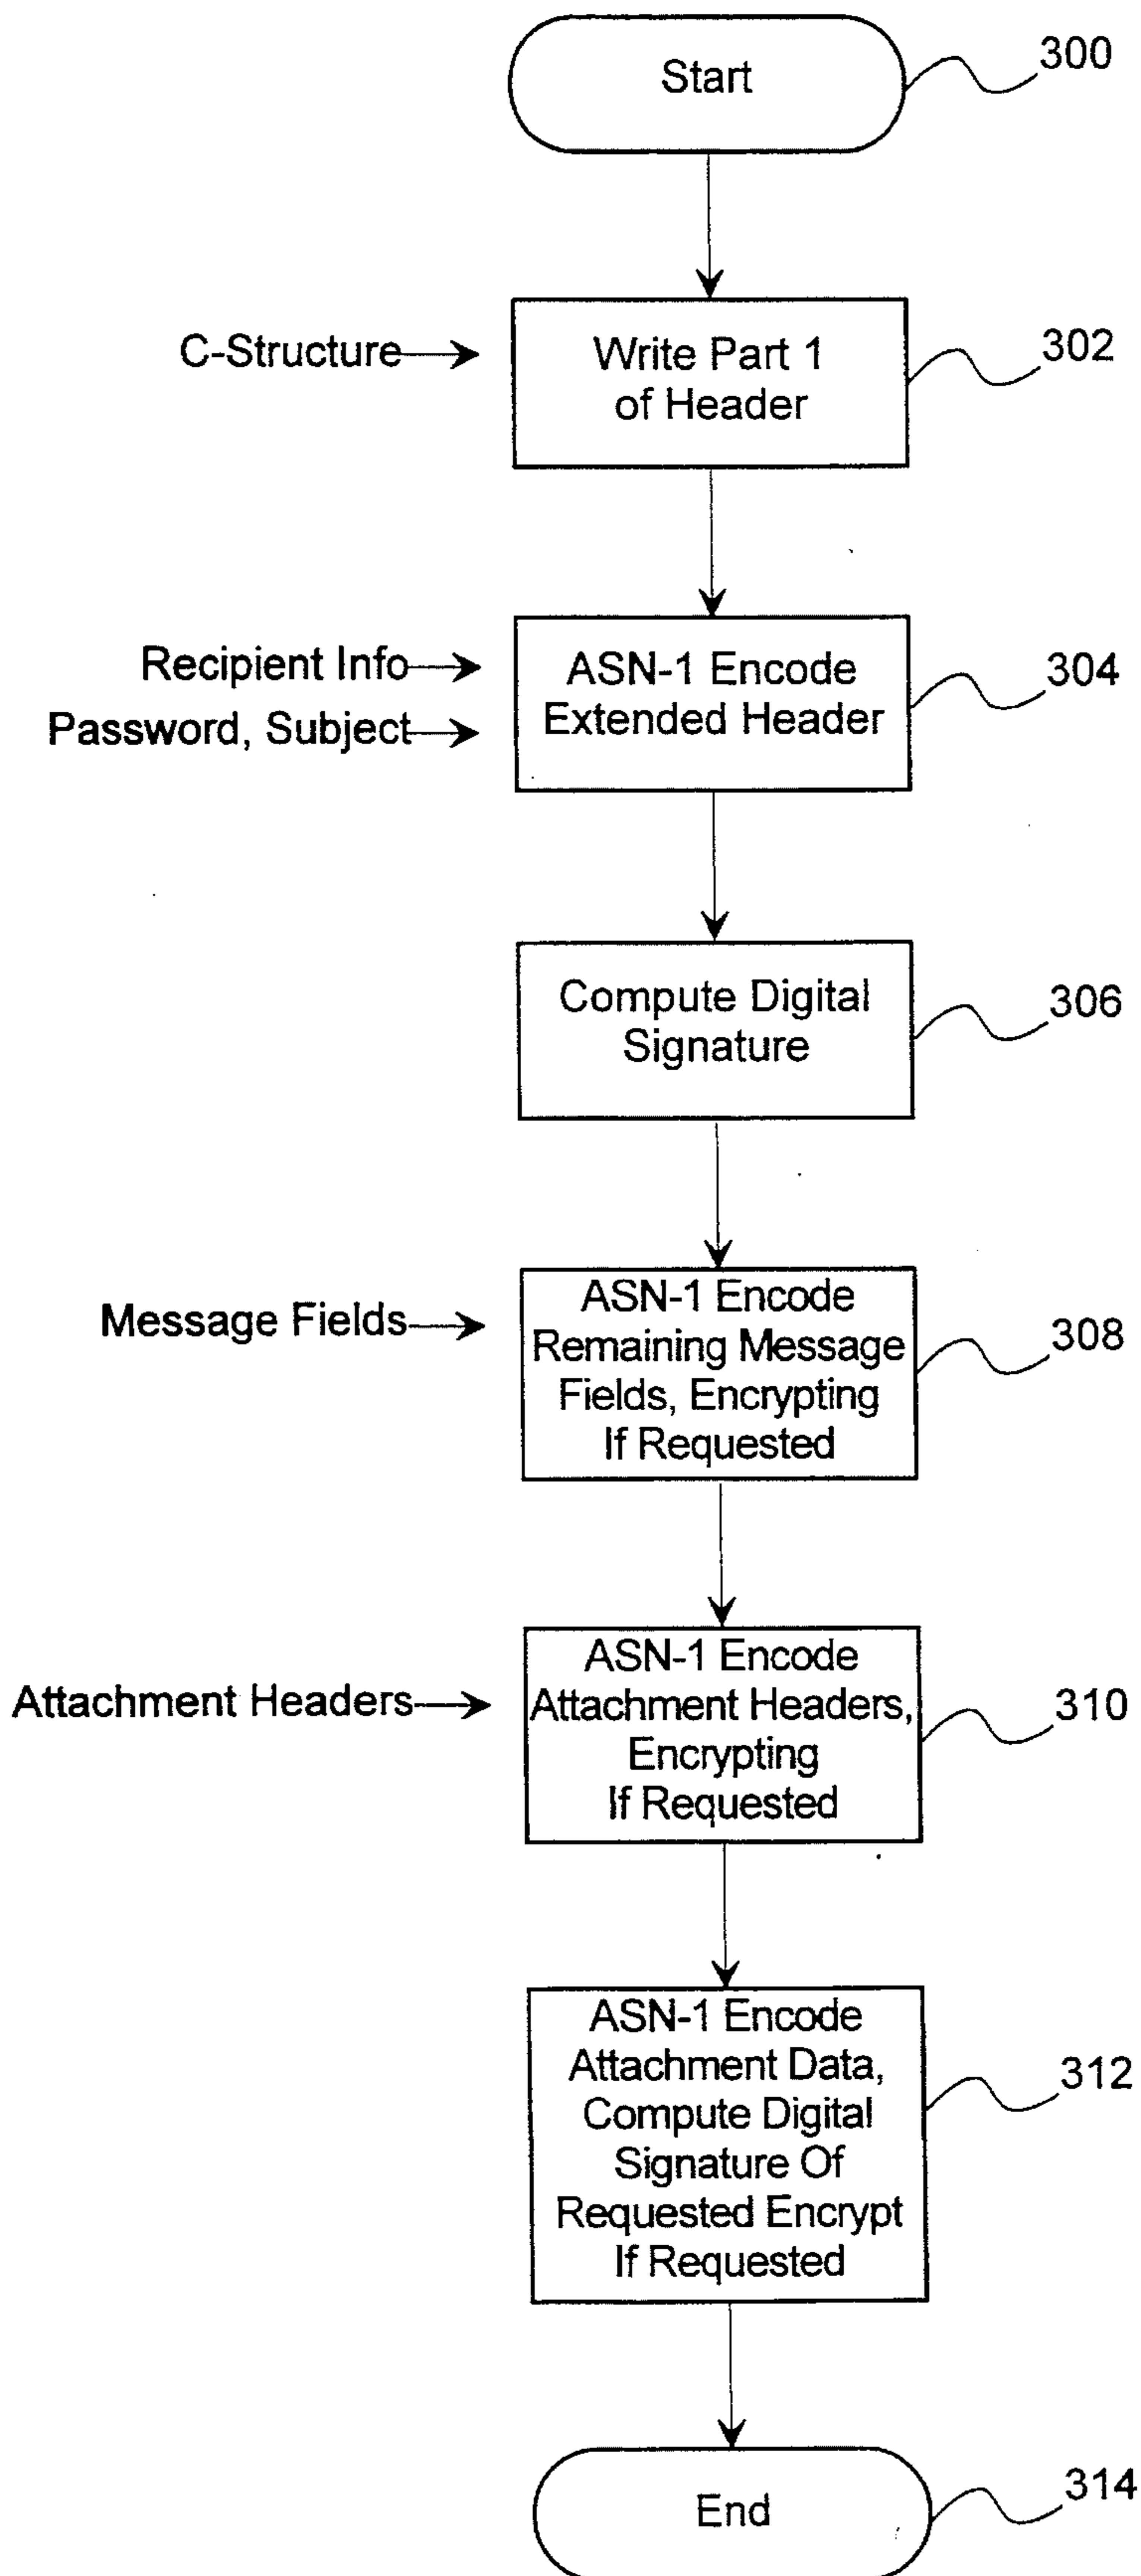 Start
300
C-Structure
Write Part 1
of Header
302
Recipient Info
Password, Subject
ASN-1 Encode
Extended Header
304
Compute Digital
Signature
306
Message Fields
ASN-1 Encode
Remaining Message
Fields, Encrypting
If Requested
308
Attachment Headers
ASN-1 Encode
Attachment Headers,
Encrypting
If Requested
310
ASN-1 Encode
Attachment Data,
Compute Digital
Signature Of
Requested Encrypt
If Requested
312
End
314